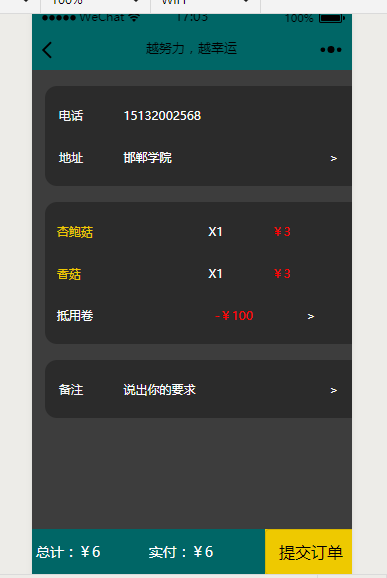 100%
WiFi
WeChat 17:03 100%
越努力，越幸运
电话 15132002568
地址 邯郸学院 >
杏鲍菇 X1 ￥3
香菇 X1 ￥3
抵用卷 -￥100 >
备注 说出你的要求 >
总计：￥6 实付：￥6 提交订单